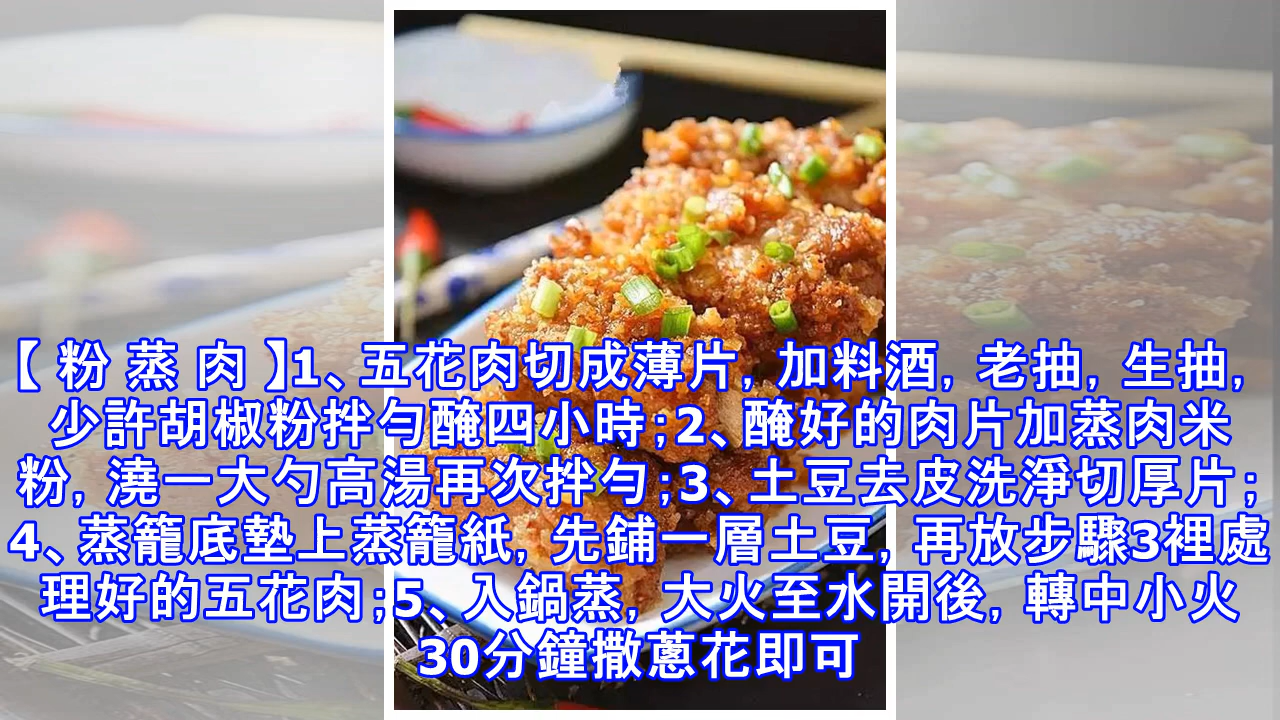 【粉蒸肉】1、五花肉切成薄片, 加料酒, 老抽, 生抽,
少許胡椒粉拌勻醃四小時;2、醃好的肉片加蒸肉米
粉, 澆一大勺高湯再次拌勻;3、土豆去皮洗淨切厚片;
4、蒸籠底墊上蒸籠紙, 先鋪一層土豆, 再放步驟3裡處
理好的五花肉;5、入鍋蒸, 大火至水開後, 轉中小火
30分鐘撒蔥花即可